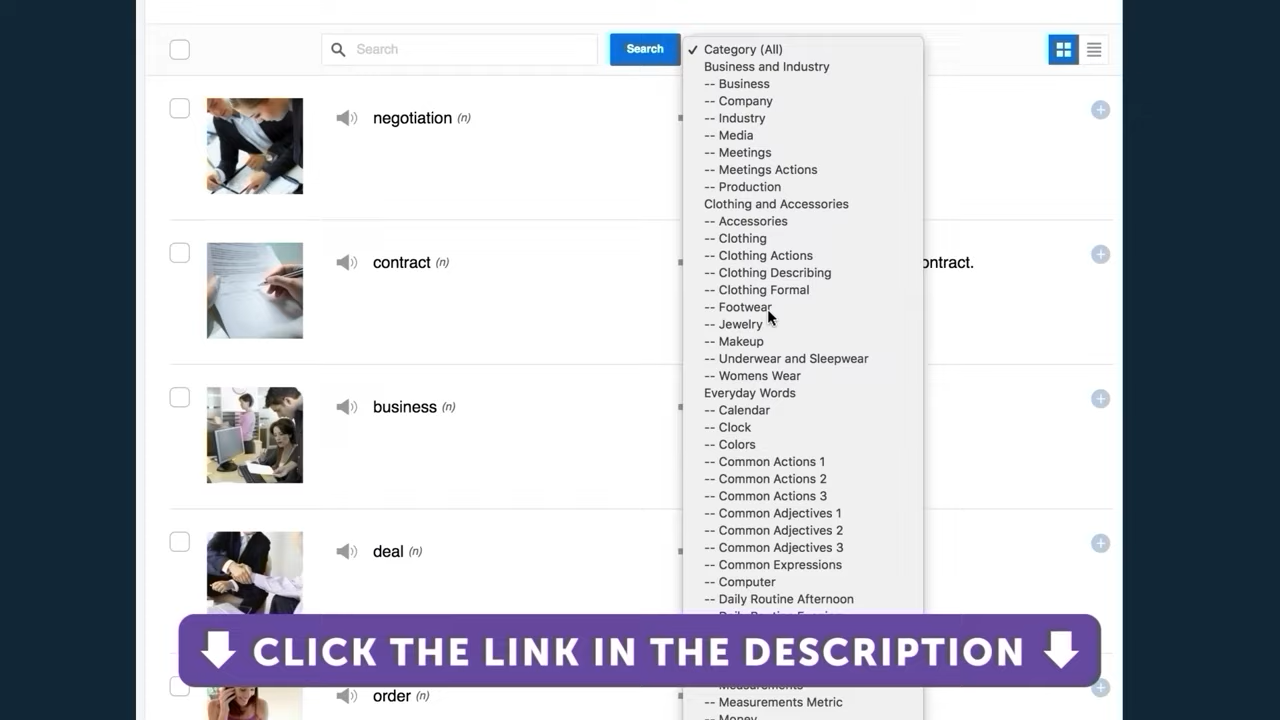 Search
Search
✓ Category (All)
Business and Industry
-- Business
-- Company
-- Industry
-- Media
-- Meetings
-- Meetings Actions
-- Production
Clothing and Accessories
-- Accessories
-- Clothing
-- Clothing Actions
-- Clothing Describing
-- Clothing Formal
-- Footwear
-- Jewelry
-- Makeup
-- Underwear and Sleepwear
-- Womens Wear
Everyday Words
-- Calendar
-- Clock
-- Colors
-- Common Actions 1
-- Common Actions 2
-- Common Actions 3
-- Common Adjectives 1
-- Common Adjectives 2
-- Common Adjectives 3
-- Common Expressions
-- Computer
-- Daily Routine Afternoon
-- Measurements
-- Measurements Metric
-- Money
negotiation (n)
contract (n)
ontract.
business (n)
deal (n)
order (n)
CLICK THE LINK IN THE DESCRIPTION